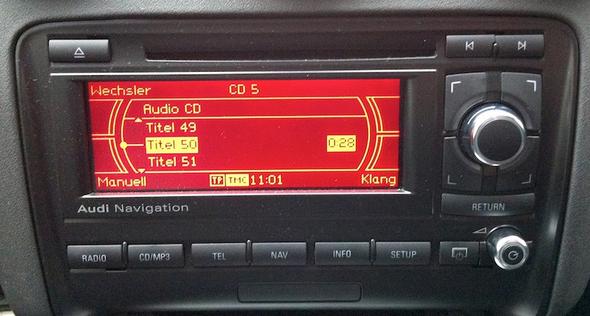 Wechsler CD 5
Audio CD
Titel 49
Titel 50 0:28
Titel 51
Manuell TP TMC 11:01 Klang
Audi Navigation
RETURN
RADIO CD/MP3 TEL NAV INFO SETUP